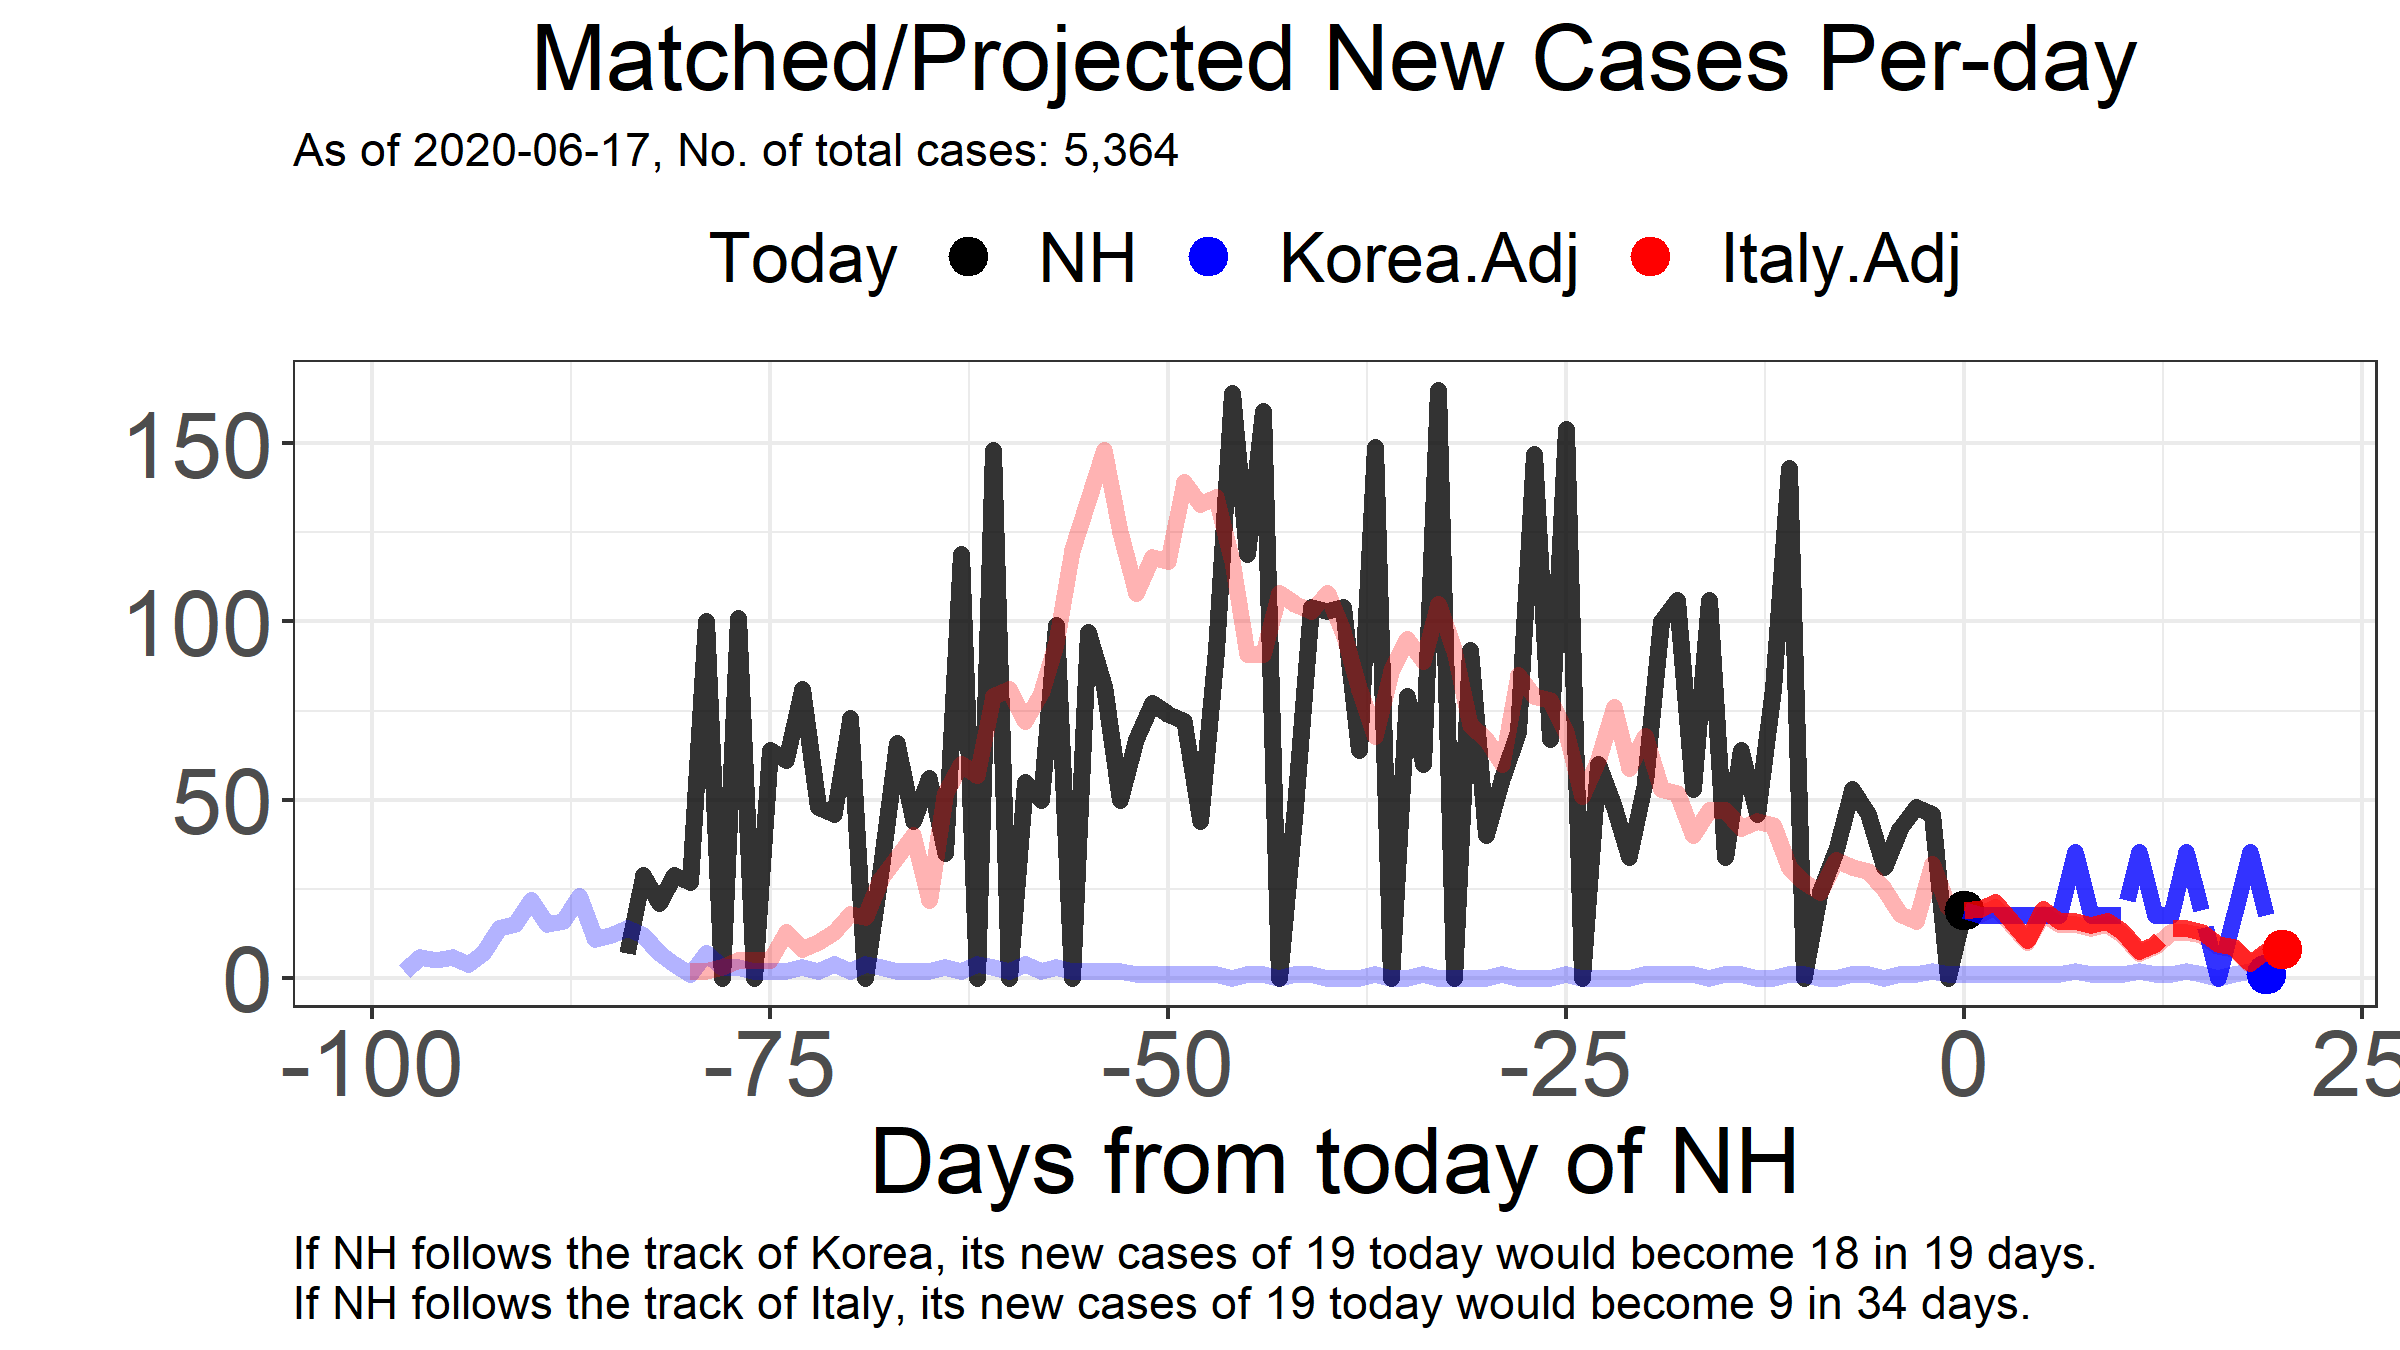 Matched/Projected New Cases Per-day
As of 2020-06-17, No. of total cases: 5,364
Today NH Korea.Adj Italy.Adj
150
100
50
0
-100 -75 -50 -25 0 25
Days from today of NH
If NH follows the track of Korea, its new cases of 19 today would become 18 in 19 days.
If NH follows the track of Italy, its new cases of 19 today would become 9 in 34 days.